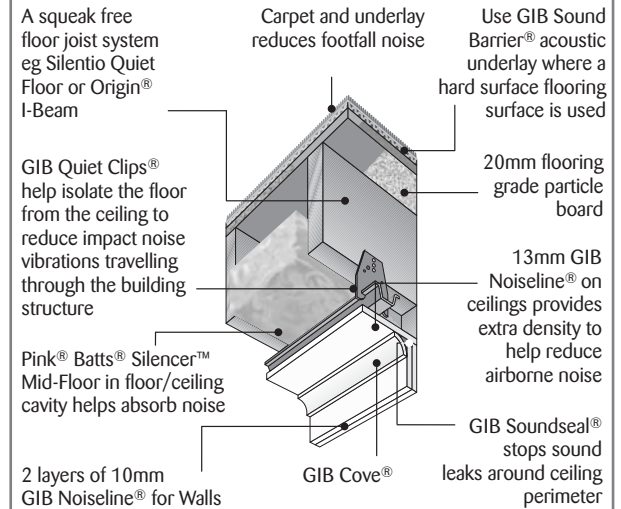 A squeak free
floor joist system
eg Silentio Quiet
Floor or Origin®
I-Beam
Carpet and underlay
reduces footfall noise
Use GIB Sound
Barrier® acoustic
underlay where a
hard surface flooring
surface is used
GIB Quiet Clips®
help isolate the floor
from the ceiling to
reduce impact noise
vibrations travelling
through the building
structure
20mm flooring
grade particle
board
13mm GIB
Noiseline® on
ceilings provides
extra density to
help reduce
airborne noise
Pink® Batts® Silencer™
Mid-Floor in floor/ceiling
cavity helps absorb noise
GIB Soundseal®
stops sound
leaks around ceiling
perimeter
2 layers of 10mm
GIB Noiseline® for Walls
GIB Cove®